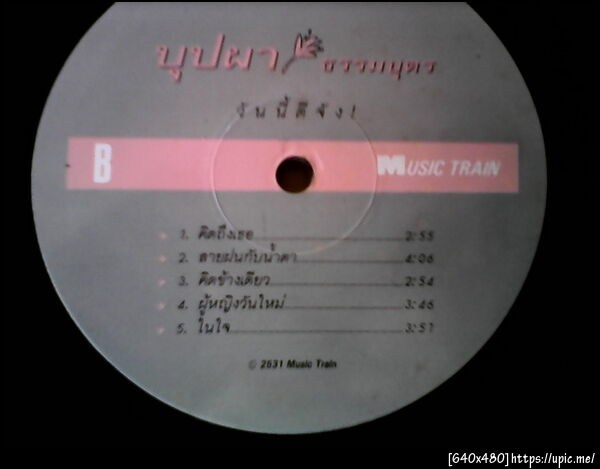 บุปผา ธรรมบุตร
วันนี้ดีจัง!
B MUSIC TRAIN
1. คิดถึงเธอ 2:55
2. สายฝนกับน้ำตา 4:06
3. คิดข้างเดียว 2:54
4. ผู้หญิงวันใหม่ 3:46
5. ในใจ 3:51
© 2531 Music Train
[640x480]https://upic.me/